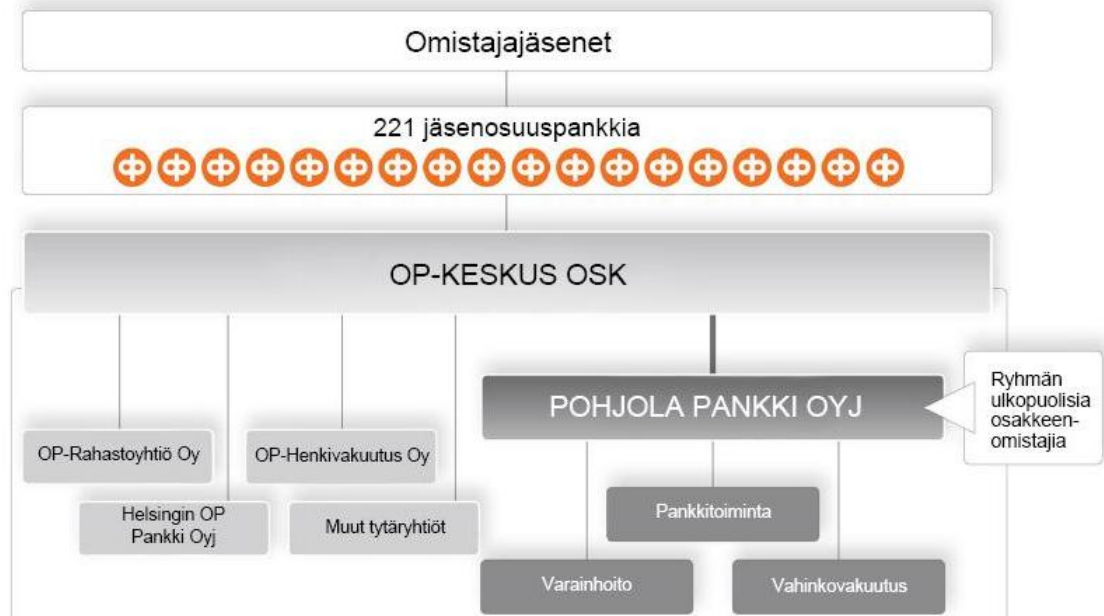 Omistajajäsenet
221 jäsenosuuspankkia
OP-KESKUS OSK
POHJOLA PANKKI OYJ
Ryhmän
ulkopuolisia
osakkeen-
omistajia
OP-Rahastoyhtiö Oy
OP-Henkivakuutus Oy
Helsingin OP
Pankki Oyj
Muut tytäryhtiöt
Pankkitoiminta
Varainhoito
Vahinkovakuutus